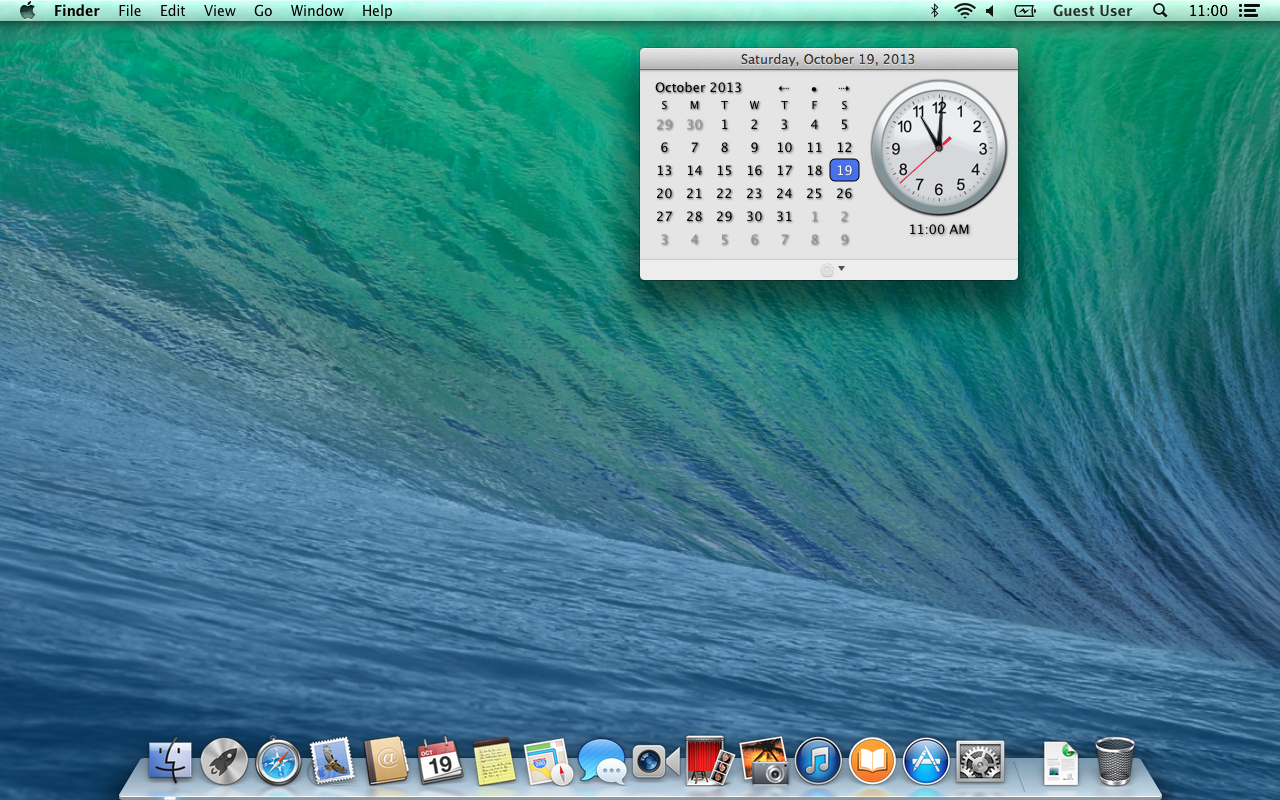 Finder File Edit View Go Window Help Guest User 11:00
Saturday, October 19, 2013
October 2013
S M T W T F S
29 30 1 2 3 4 5
6 7 8 9 10 11 12
13 14 15 16 17 18 19
20 21 22 23 24 25 26
27 28 29 30 31 1 2
3 4 5 6 7 8 9
12 1 2 3 4 5 6 7 8 9 10 11
11:00 AM
OCT
19
280